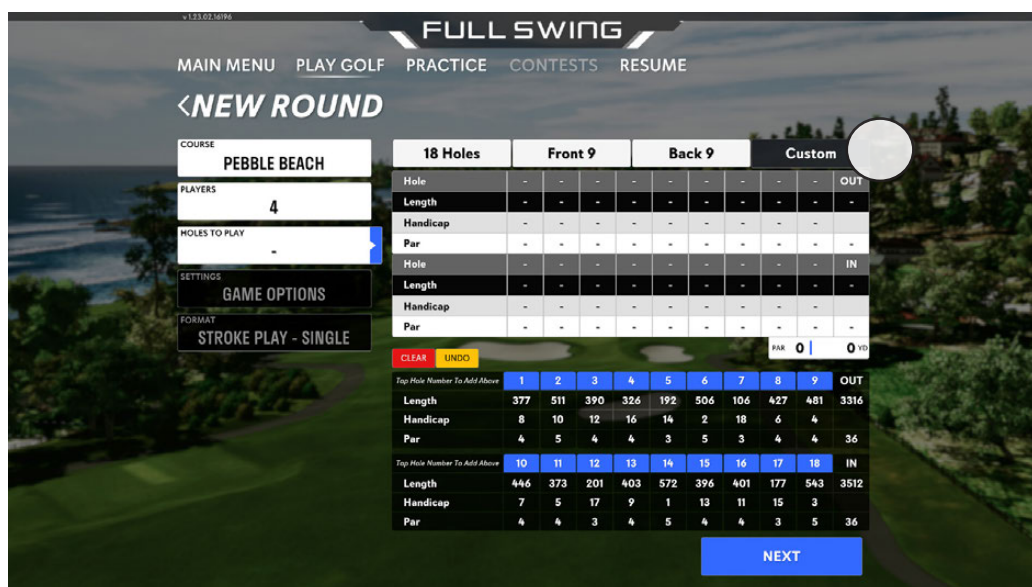 v 1.23.02.16196
FULL SWING
MAIN MENU PLAY GOLF PRACTICE CONTESTS RESUME
<NEW ROUND
COURSE
PEBBLE BEACH
PLAYERS
4
HOLES TO PLAY
-
SETTINGS
GAME OPTIONS
FORMAT
STROKE PLAY - SINGLE
18 Holes Front 9 Back 9 Custom
Hole - - - - - - - - - OUT
Length - - - - - - - - - -
Handicap - - - - - - - - -
Par - - - - - - - - - -
Hole - - - - - - - - - IN
Length - - - - - - - - - -
Handicap - - - - - - - - -
Par - - - - - - - - - -
PAR 0 | 0 YD
CLEAR UNDO
Tap Hole Number To Add Above 1 2 3 4 5 6 7 8 9 OUT
Length 377 511 390 326 192 506 106 427 481 3316
Handicap 8 10 12 16 14 2 18 6 4
Par 4 5 4 4 3 5 3 4 4 36
Tap Hole Number To Add Above 10 11 12 13 14 15 16 17 18 IN
Length 446 373 201 403 572 396 401 177 543 3512
Handicap 7 5 17 9 1 13 11 15 3
Par 4 4 3 4 5 4 4 3 5 36
NEXT